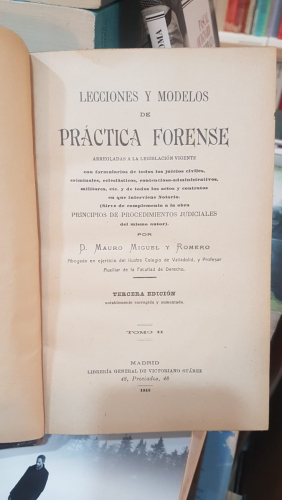 LECCIONES Y MODELOS
DE
PRÁCTICA FORENSE
ARREGLADAS A LA LEGISLACIÓN VIGENTE
con formularios de todos los juicios civiles,
criminales, eclesiásticos, contencioso-administrativos,
militares, etc. y de todos los actos y contratos
en que interviene Notario.
(Sirve de complemento a la obra
PRINCIPIOS DE PROCEDIMIENTOS JUDICIALES
del mismo autor).
POR
D. MAURO MIGUEL Y ROMERO
Abogado en ejercicio del Ilustre Colegio de Valladolid, y Profesor
Auxiliar de la Facultad de Derecho.
TERCERA EDICIÓN
notablemente corregida y aumentada.
TOMO II
MADRID
LIBRERÍA GENERAL DE VICTORIANO SUÁREZ
48, Preciados, 48